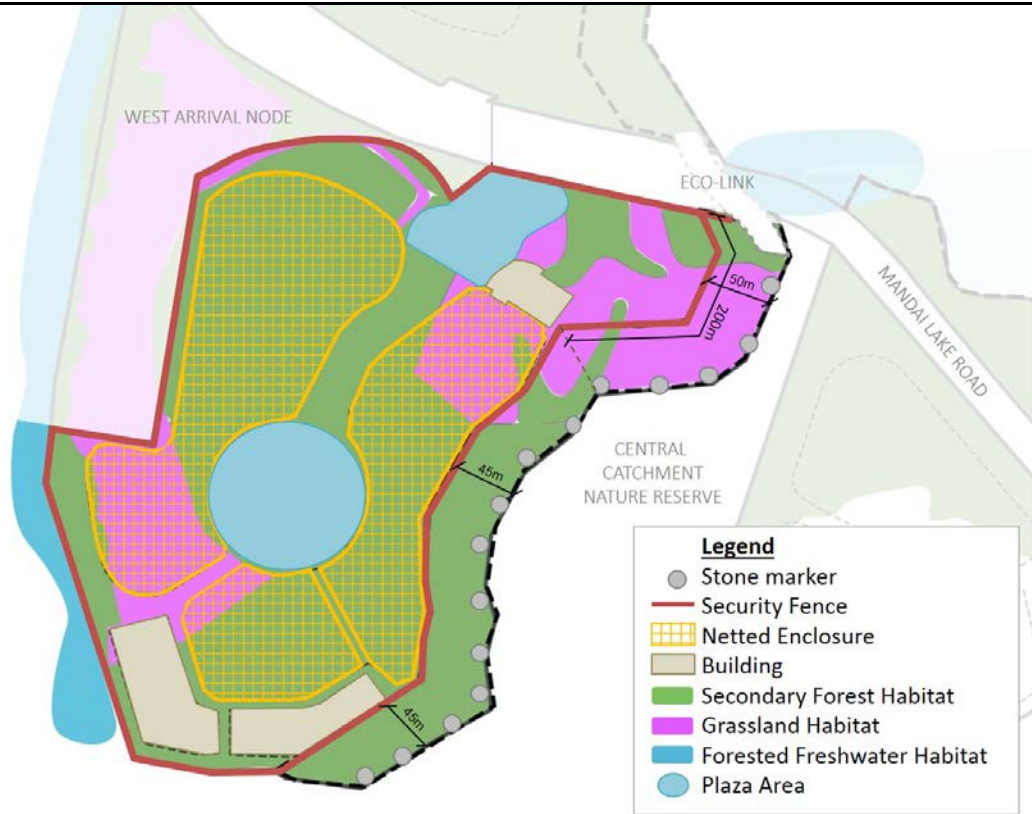 WEST ARRIVAL NODE
ECO-LINK
50m
200m
MANDAI LAKE ROAD
45m
CENTRAL
CATCHMENT
NATURE RESERVE
45m
Legend
Stone marker
Security Fence
Netted Enclosure
Building
Secondary Forest Habitat
Grassland Habitat
Forested Freshwater Habitat
Plaza Area